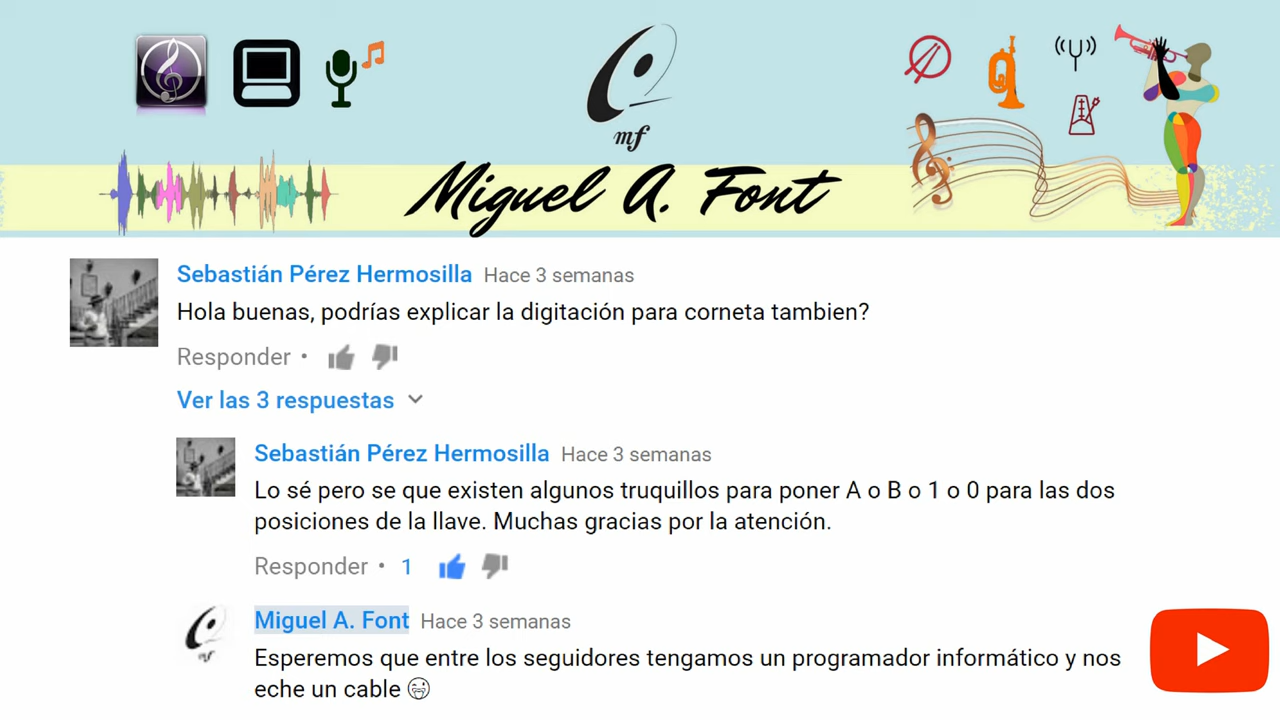 mf
Miguel A. Font
Sebastián Pérez Hermosilla Hace 3 semanas
Hola buenas, podrías explicar la digitación para corneta tambien?
Responder •
Ver las 3 respuestas
Sebastián Pérez Hermosilla Hace 3 semanas
Lo sé pero se que existen algunos truquillos para poner A o B o 1 o 0 para las dos
posiciones de la llave. Muchas gracias por la atención.
Responder • 1
mf
Miguel A. Font Hace 3 semanas
Esperemos que entre los seguidores tengamos un programador informático y nos
eche un cable 😁